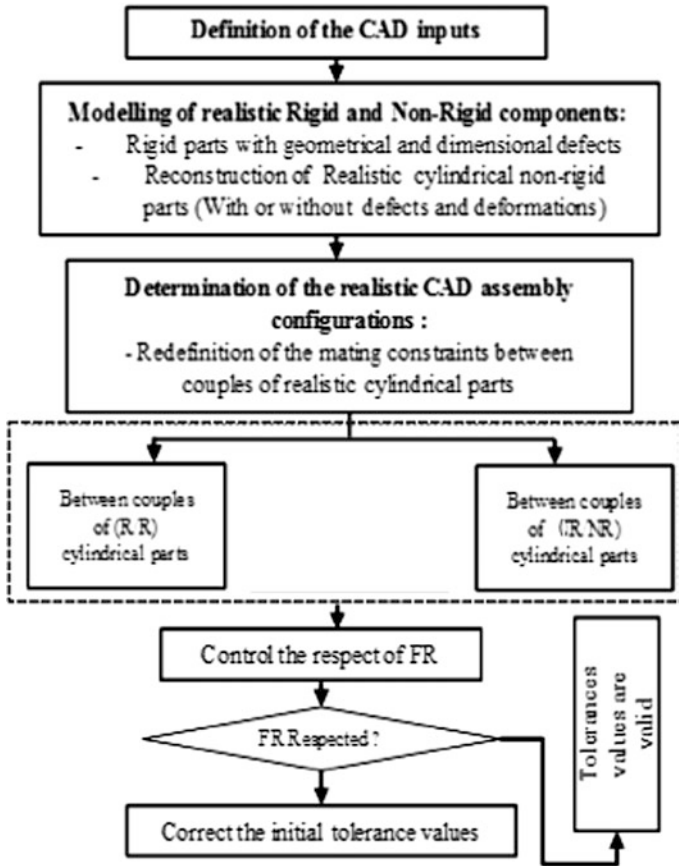 Definition of the CAD inputs
Modelling of realistic Rigid and Non-Rigid components:
- Rigid parts with geometrical and dimensional defects
- Reconstruction of Realistic cylindrical non-rigid
parts (With or without defects and deformations)
Determination of the realistic CAD assembly
configurations :
- Redefinition of the mating constraints between
couples of realistic cylindrical parts
Between couples
of (R R)
cylindrical parts
Between couples
of
cylindrical parts
Control the respect of FR
FR Respected ?
Correct the initial tolerance values
Tolerances
values are
valid